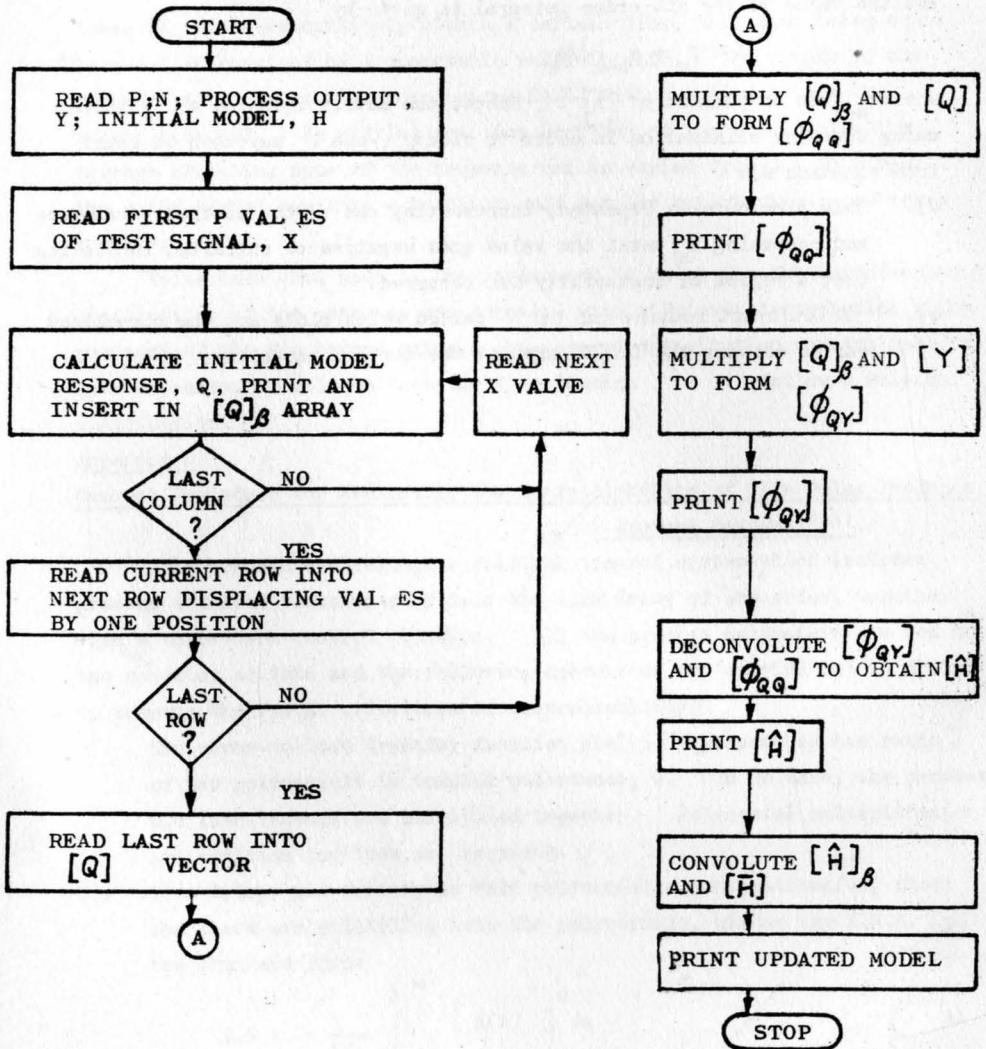 START
READ P;N; PROCESS OUTPUT
Y; INITIAL MODEL, H
READ FIRST P VAL ES
OF TEST SIGNAL, X
CALCULATE INITIAL MODEL
RESPONSE, Q, PRINT AND
INSERT IN [Q]β ARRAY
READ NEXT
X VALUE
LAST
COLUMN
?
NO
YES
READ CURRENT ROW INTO
NEXT ROW DISPLACING VAL ES
BY ONE POSITION
LAST
ROW
?
NO
YES
READ LAST ROW INTO
[Q] VECTOR
A
A
MULTIPLY [Q]β AND [Q]
TO FORM [ϕQQ]
PRINT [ϕQQ]
MULTIPLY [Q]β AND [Y]
TO FORM [ϕQY]
PRINT [ϕQY]
DECONVOLUTE [ϕQY]
AND [ϕQQ] TO OBTAIN [Ĥ]
PRINT [Ĥ]
CONVOLUTE [Ĥ]β
AND [H̄]
PRINT UPDATED MODEL
STOP